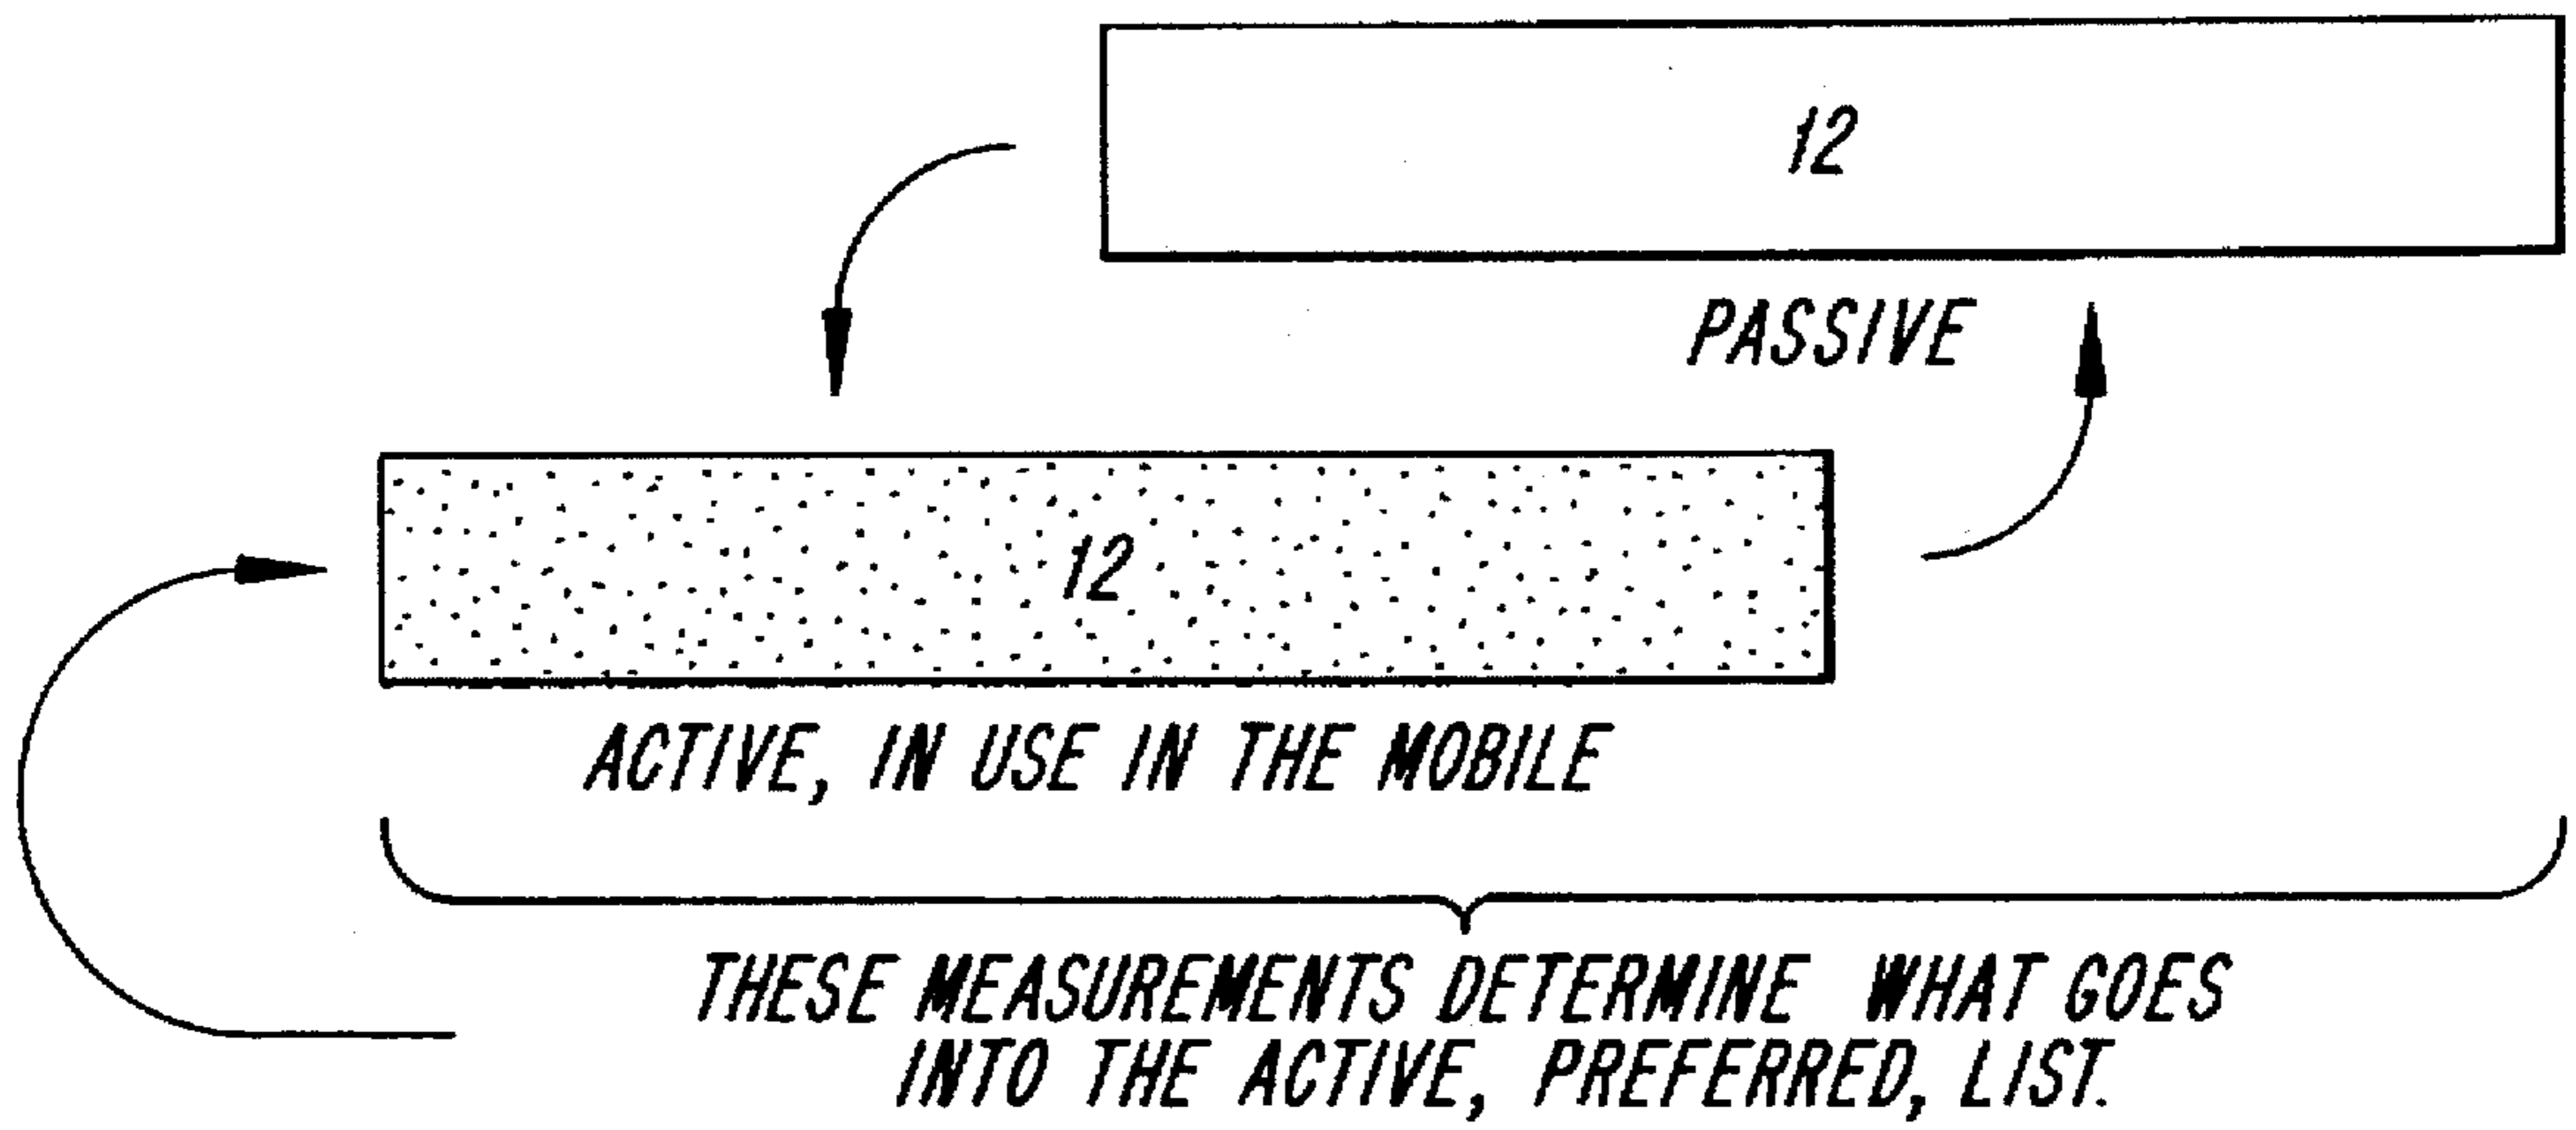 12
PASSIVE
12
ACTIVE, IN USE IN THE MOBILE
THESE MEASUREMENTS DETERMINE WHAT GOES
INTO THE ACTIVE, PREFERRED, LIST.